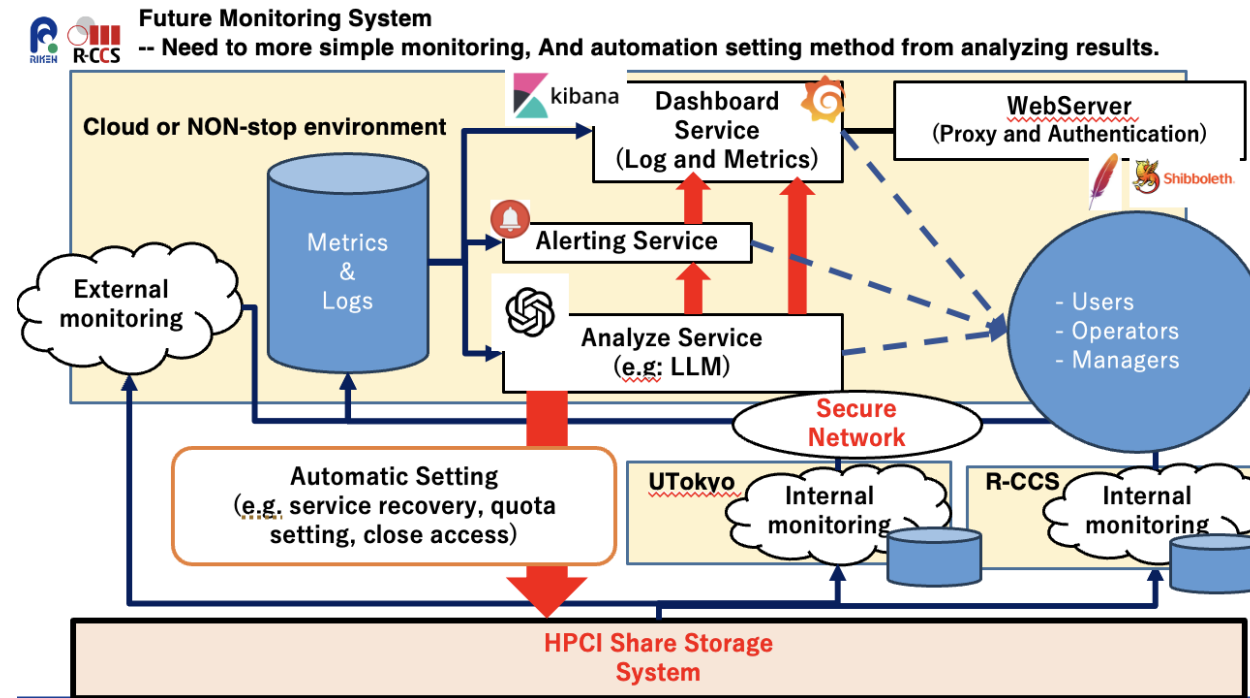 Future Monitoring System
-- Need to more simple monitoring, And automation setting method from analyzing results.
RIKEN
R-CCS
kibana
Dashboard
Service
(Log and Metrics)
WebServer
(Proxy and Authentication)
Shibboleth.
Cloud or NON-stop environment
Metrics
&
Logs
Alerting Service
External
monitoring
Analyze Service
(e.g: LLM)
- Users
- Operators
- Managers
Secure
Network
Automatic Setting
(e.g. service recovery, quota
setting, close access)
UTokyo
Internal
monitoring
R-CCS
Internal
monitoring
HPCI Share Storage
System
RIKEN